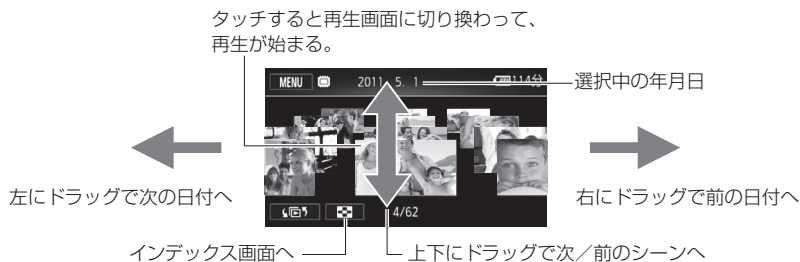 タッチすると再生画面に切り換わって、
再生が始まる。
MENU
2011. 5. 1
114分
選択中の年月日
左にドラッグで次の日付へ
右にドラッグで前の日付へ
4/62
インデックス画面へ
上下にドラッグで次／前のシーンへ